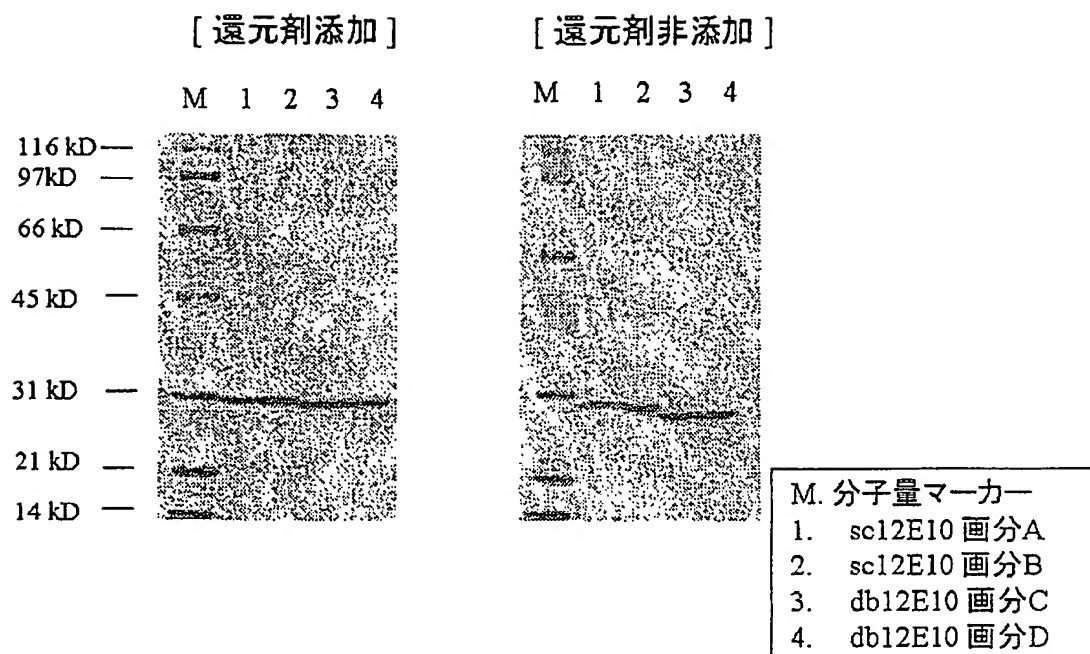 [ 還元剤添加 ] [ 還元剤非添加 ]
M 1 2 3 4 M 1 2 3 4
116 kD
97kD
66 kD
45 kD
31 kD
21 kD
14 kD
M. 分子量マーカー
1. sc12E10 画分A
2. sc12E10 画分B
3. db12E10 画分C
4. db12E10 画分D